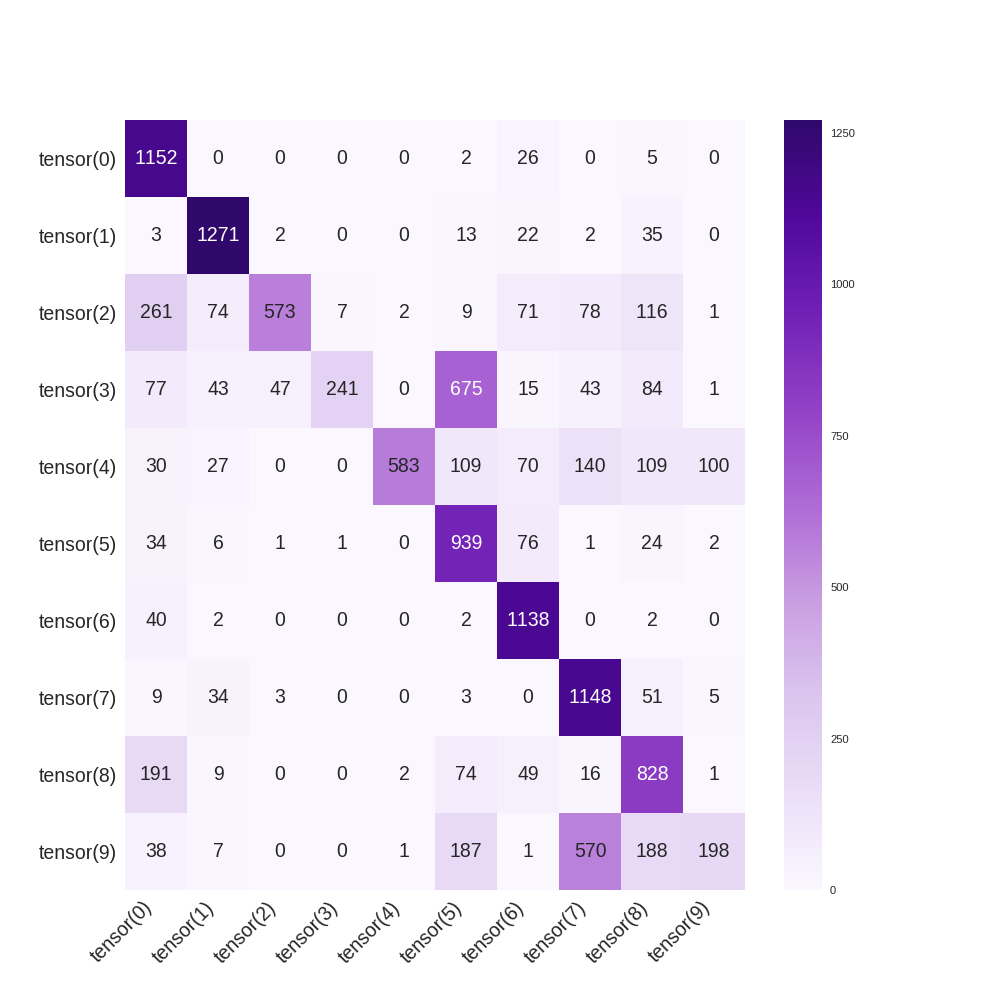 tensor(0) 1152 0 0 0 0 2 26 0 5 0
tensor(1) 3 1271 2 0 0 13 22 2 35 0
tensor(2) 261 74 573 7 2 9 71 78 116 1
tensor(3) 77 43 47 241 0 675 15 43 84 1
tensor(4) 30 27 0 0 583 109 70 140 109 100
tensor(5) 34 6 1 1 0 939 76 1 24 2
tensor(6) 40 2 0 0 0 2 1138 0 2 0
tensor(7) 9 34 3 0 0 3 0 1148 51 5
tensor(8) 191 9 0 0 2 74 49 16 828 1
tensor(9) 38 7 0 0 1 187 1 570 188 198
tensor(0) tensor(1) tensor(2) tensor(3) tensor(4) tensor(5) tensor(6) tensor(7) tensor(8) tensor(9)
1250
1000
750
500
250
0